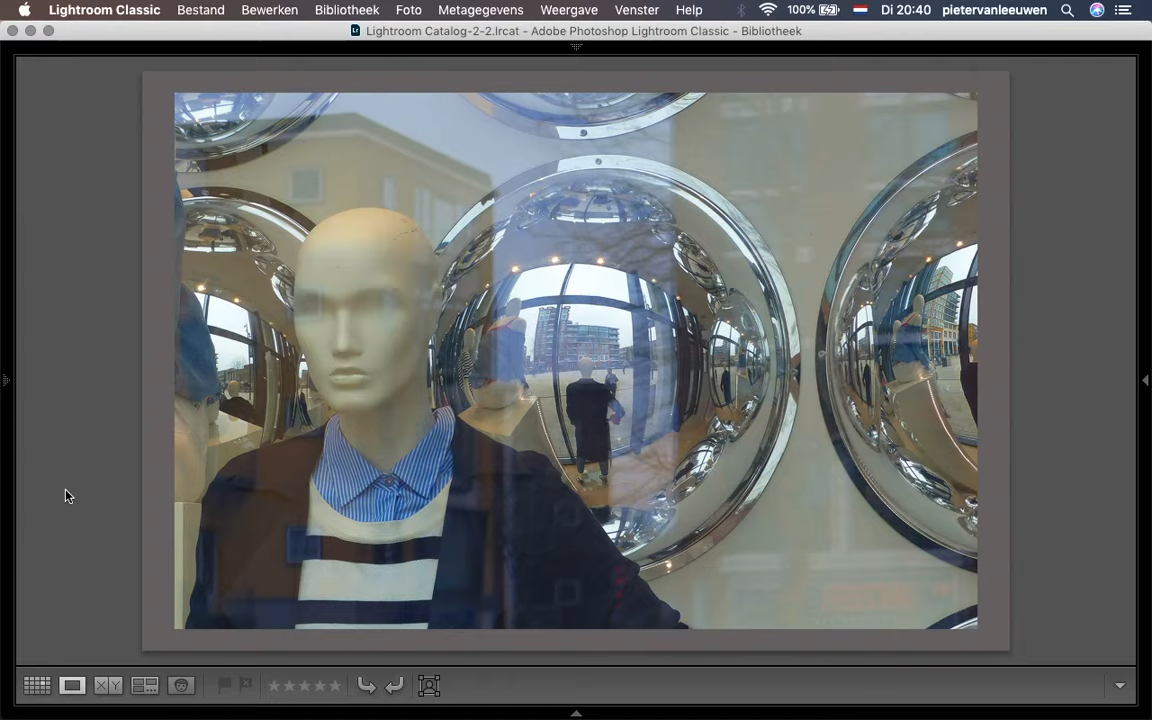 Lightroom Classic Bestand Bewerken Bibliotheek Foto Metagegevens Weergave Venster Help 100% Di 20:40 pietervanleeuwen
Lr Lightroom Catalog-2-2.lrcat - Adobe Photoshop Lightroom Classic - Bibliotheek
X Y